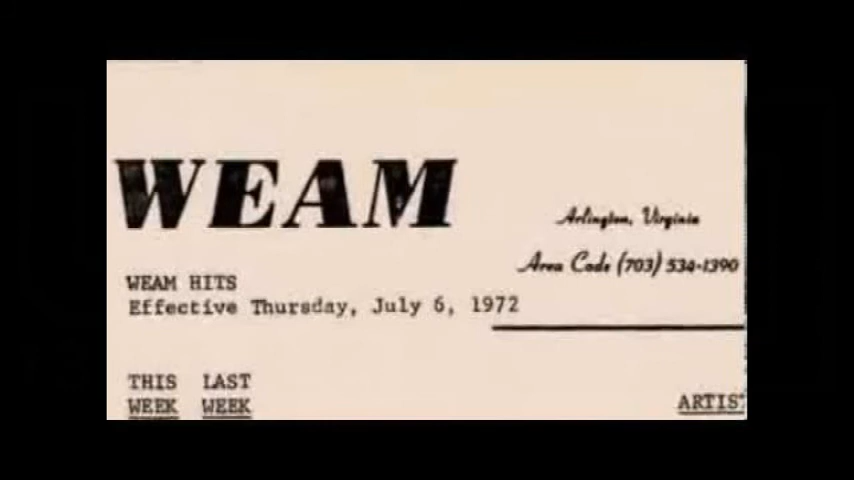 WEAM
Arlington, Virginia
Area Code (703) 534-1390
WEAM HITS
Effective Thursday, July 6, 1972
THIS LAST
WEEK WEEK
ARTIST